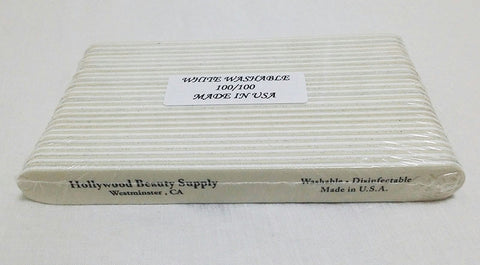 WHITE WASHABLE
100/100
MADE IN USA
Hollywood Beauty Supply
Westminster , CA
Washable - Disinfectable
Made in U.S.A.